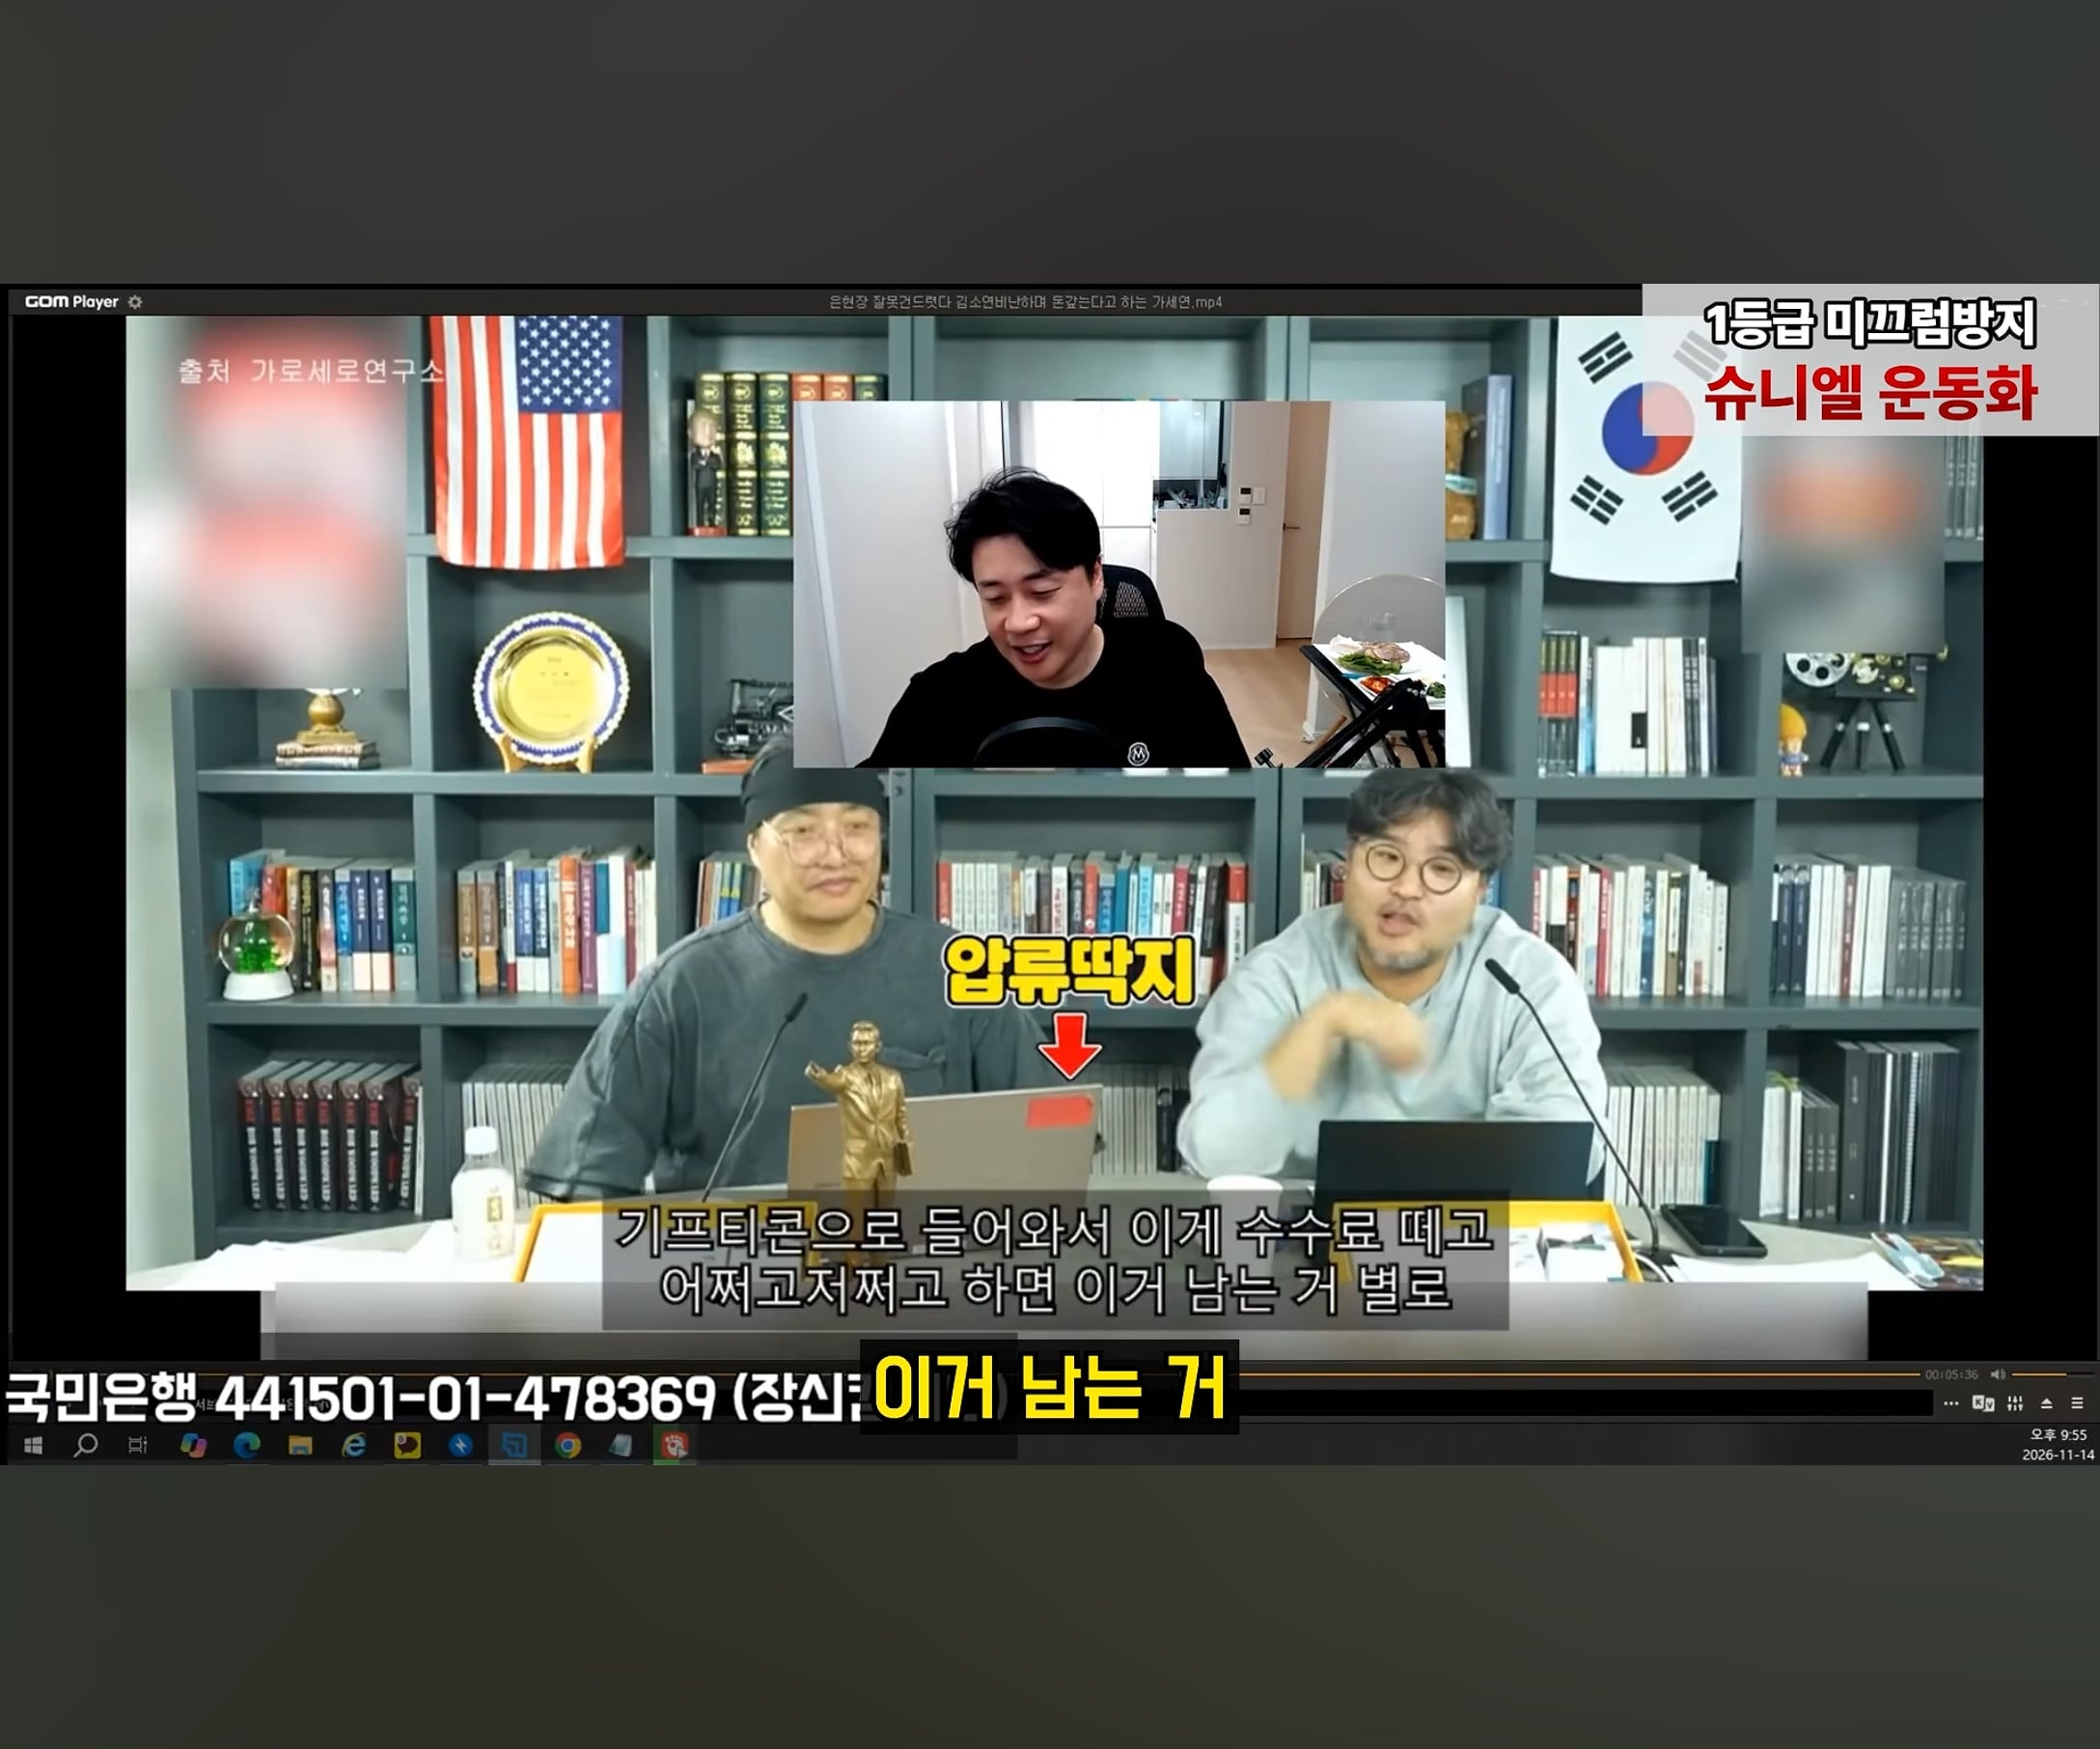 GOM Player
은현장 잘못건드렷다 김소연비난하며 돈갚는다고 하는 가세연.mp4
1등급 미끄럼방지
슈니엘 운동화
출처 가로세로연구소
압류딱지
기프티콘으로 들어와서 이게 수수료 떼고
어쩌고저쩌고 하면 이거 남는 거 별로
이거 남는 거
국민은행 441501-01-478369 (장신
00:05:36
오후 9:55
2026-11-14